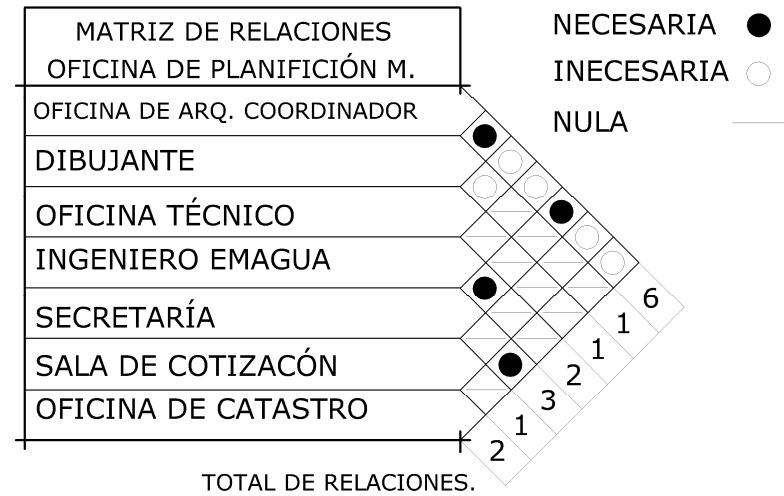 MATRIZ DE RELACIONES
OFICINA DE PLANIFICIÓN M.
OFICINA DE ARQ. COORDINADOR
DIBUJANTE
OFICINA TÉCNICO
INGENIERO EMAGUA
SECRETARÍA
SALA DE COTIZACÓN
OFICINA DE CATASTRO
TOTAL DE RELACIONES.
NECESARIA
INECESARIA
NULA
6
1
1
2
3
1
2